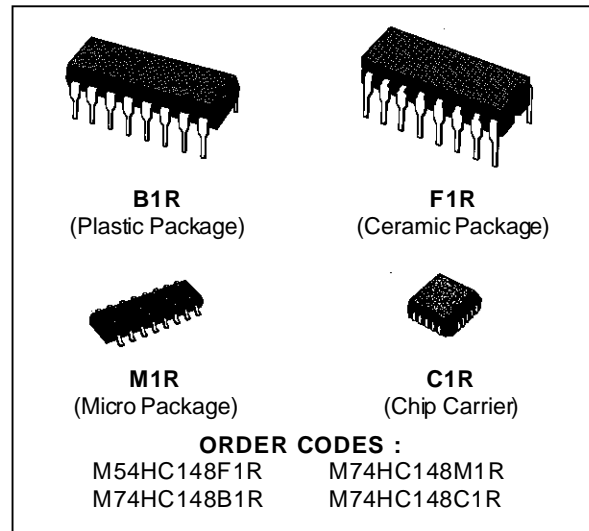 B1R
(Plastic Package)
F1R
(Ceramic Package)
M1R
(Micro Package)
C1R
(Chip Carrier)
ORDER CODES :
M54HC148F1R M74HC148M1R
M74HC148B1R M74HC148C1R